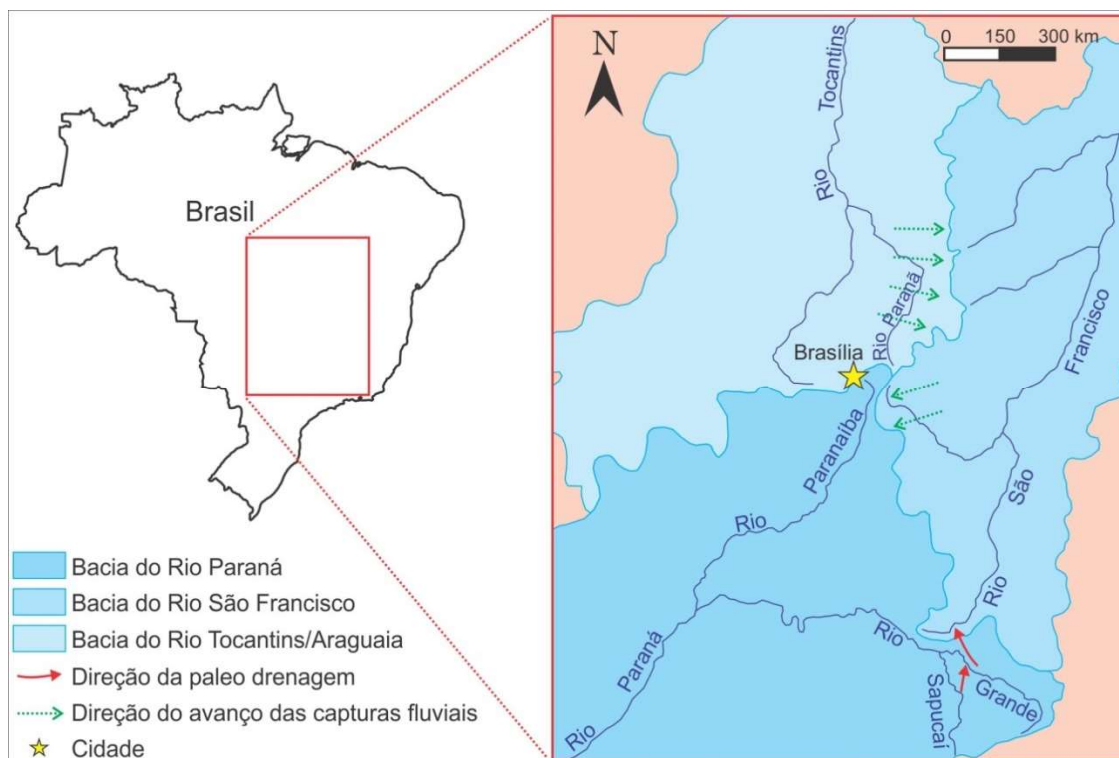 Brasil
Bacia do Rio Paraná
Bacia do Rio São Francisco
Bacia do Rio Tocantins/Araguaia
Direção da paleo drenagem
Direção do avanço das capturas fluviais
Cidade
N
0 150 300 km
Rio Tocantins
Rio Paranã
Brasília
Rio Paranaíba
Rio São Francisco
Rio Paraná
Rio Grande
Sapucaí